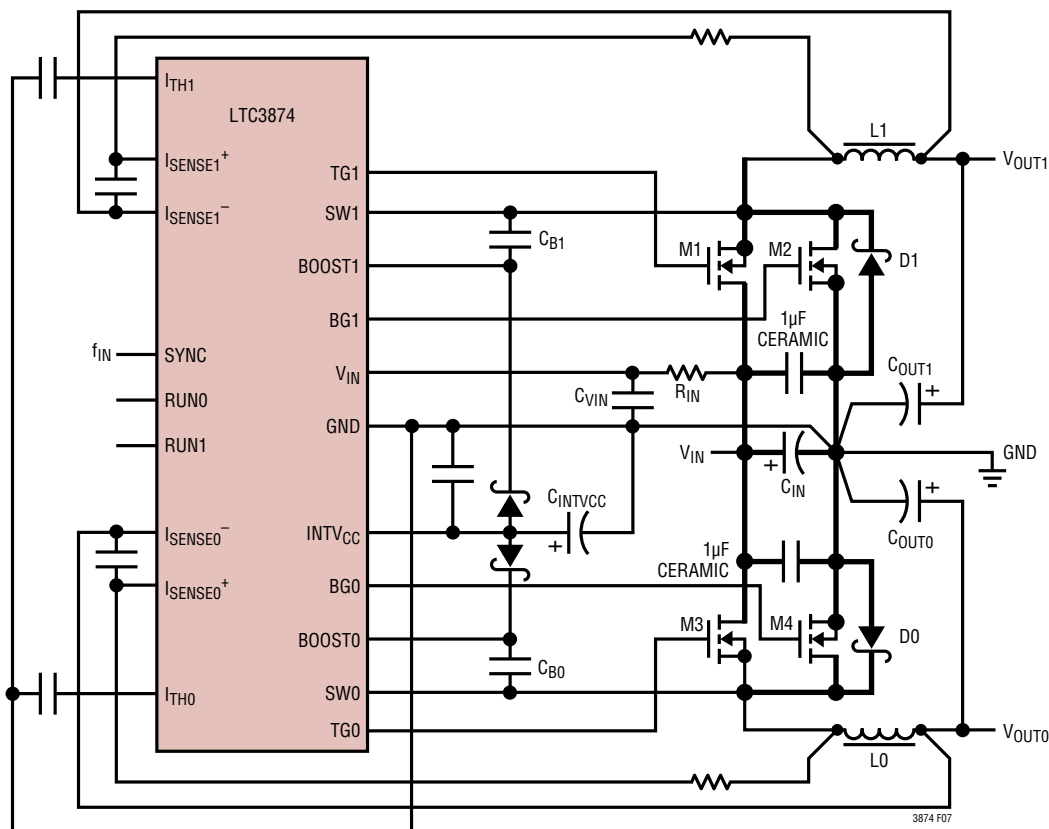 I_TH1
LTC3874
L1
V_OUT1
I_SENSE1^+
TG1
I_SENSE1^–
SW1
C_B1
M1
M2
D1
BOOST1
BG1
1µF
CERAMIC
f_IN
SYNC
V_IN
C_VIN
R_IN
C_OUT1
+
RUN0
GND
RUN1
V_IN
+
C_IN
GND
+
C_OUT0
C_INTVCC
+
I_SENSE0^–
INTV_CC
1µF
CERAMIC
I_SENSE0^+
BG0
BOOST0
M3
M4
D0
C_B0
I_TH0
SW0
TG0
V_OUT0
L0
3874 F07